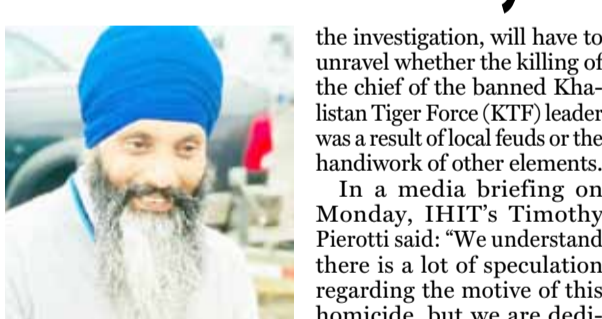 the investigation, will have to
unravel whether the killing of
the chief of the banned Kha-
listan Tiger Force (KTF) leader
was a result of local feuds or the
handiwork of other elements.
In a media briefing on
Monday, IHIT’s Timothy
Pierotti said: “We understand
there is a lot of speculation
regarding the motive of this
homicide, but we are dedi-